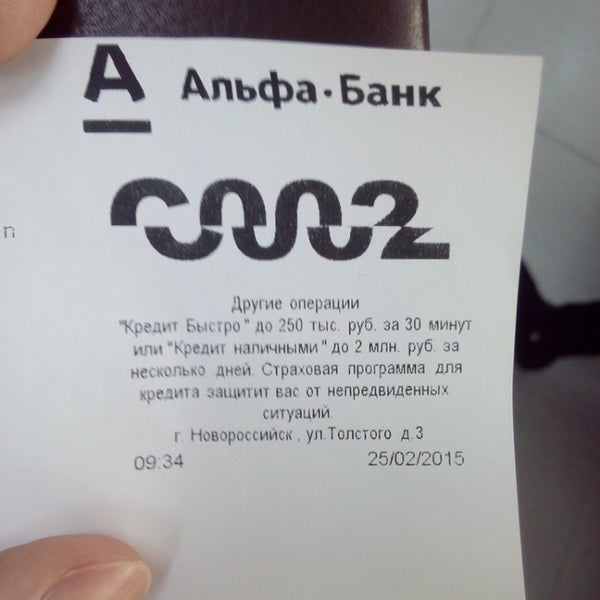 А Альфа·Банк
С002
п
Другие операции
"Кредит Быстро" до 250 тыс. руб. за 30 минут
или "Кредит наличными" до 2 млн. руб. за
несколько дней. Страховая программа для
кредита защитит вас от непредвиденных
ситуаций.
г. Новороссийск , ул.Толстого д.3
09:34 25/02/2015